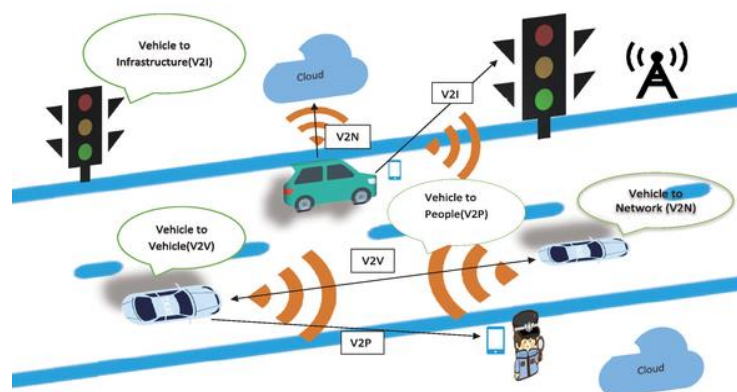 Vehicle to
Infrastructure(V2I)
Cloud
V2I
V2N
Vehicle to
People(V2P)
Vehicle to
Network (V2N)
Vehicle to
Vehicle(V2V)
V2V
V2P
Cloud